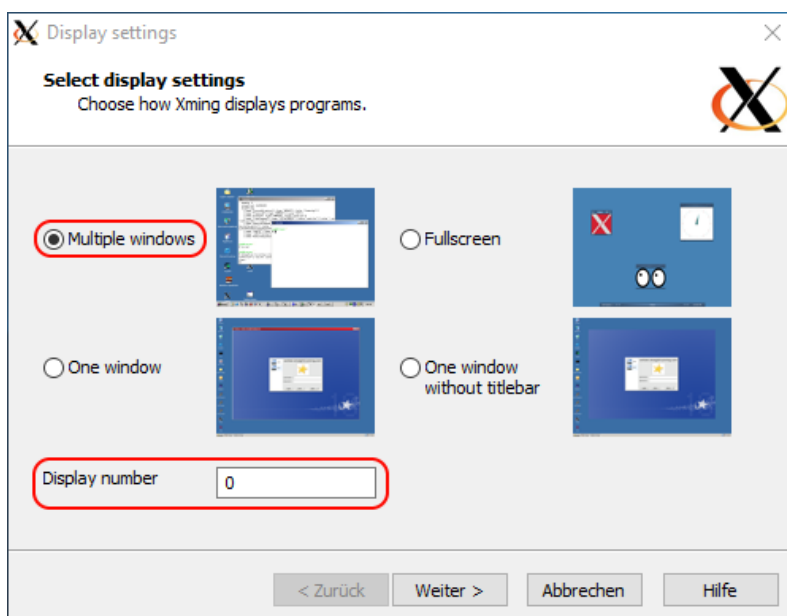 Display settings
Select display settings
Choose how Xming displays programs.
Multiple windows
Fullscreen
One window
One window
without titlebar
Display number
0
< Zurück
Weiter >
Abbrechen
Hilfe